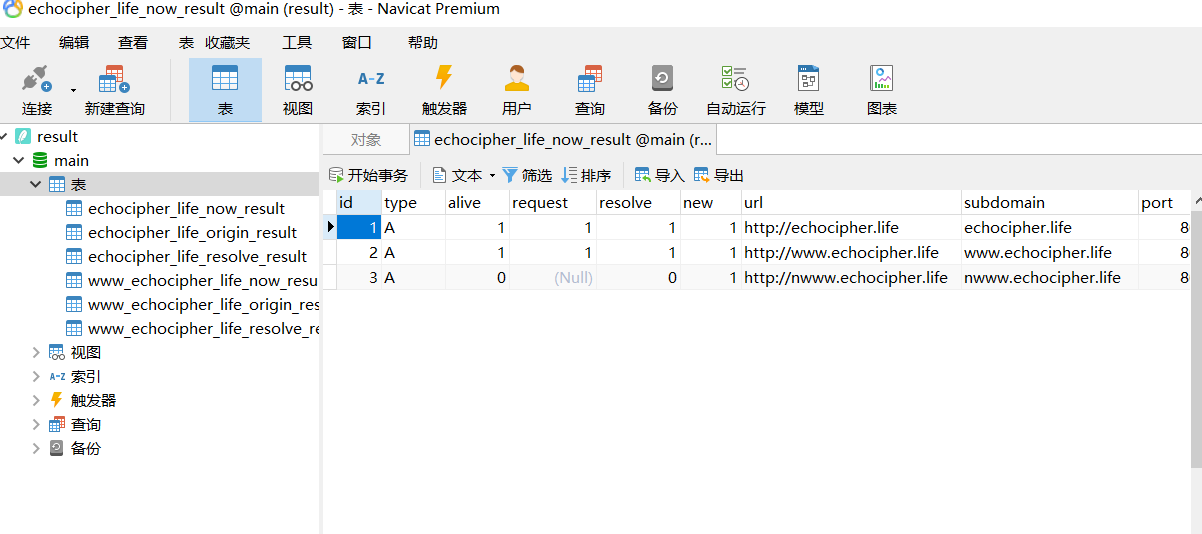 echocipher_life_now_result @main (result) - 表 - Navicat Premium
文件 编辑 查看 表 收藏夹 工具 窗口 帮助
连接 新建查询 表 视图 A-Z 索引 触发器 用户 查询 备份 自动运行 模型 图表
result
main
表
echocipher_life_now_result
echocipher_life_origin_result
echocipher_life_resolve_result
www_echocipher_life_now_resu
www_echocipher_life_origin_res
www_echocipher_life_resolve_re
视图
A-Z 索引
触发器
查询
备份
对象 echocipher_life_now_result @main (r...
开始事务 文本 筛选 排序 导入 导出
id type alive request resolve new url subdomain port
1 A 1 1 1 1 http://echocipher.life echocipher.life 8
2 A 1 1 1 1 http://www.echocipher.life www.echocipher.life 8
3 A 0 (Null) 0 1 http://nwww.echocipher.life nwww.echocipher.life 8